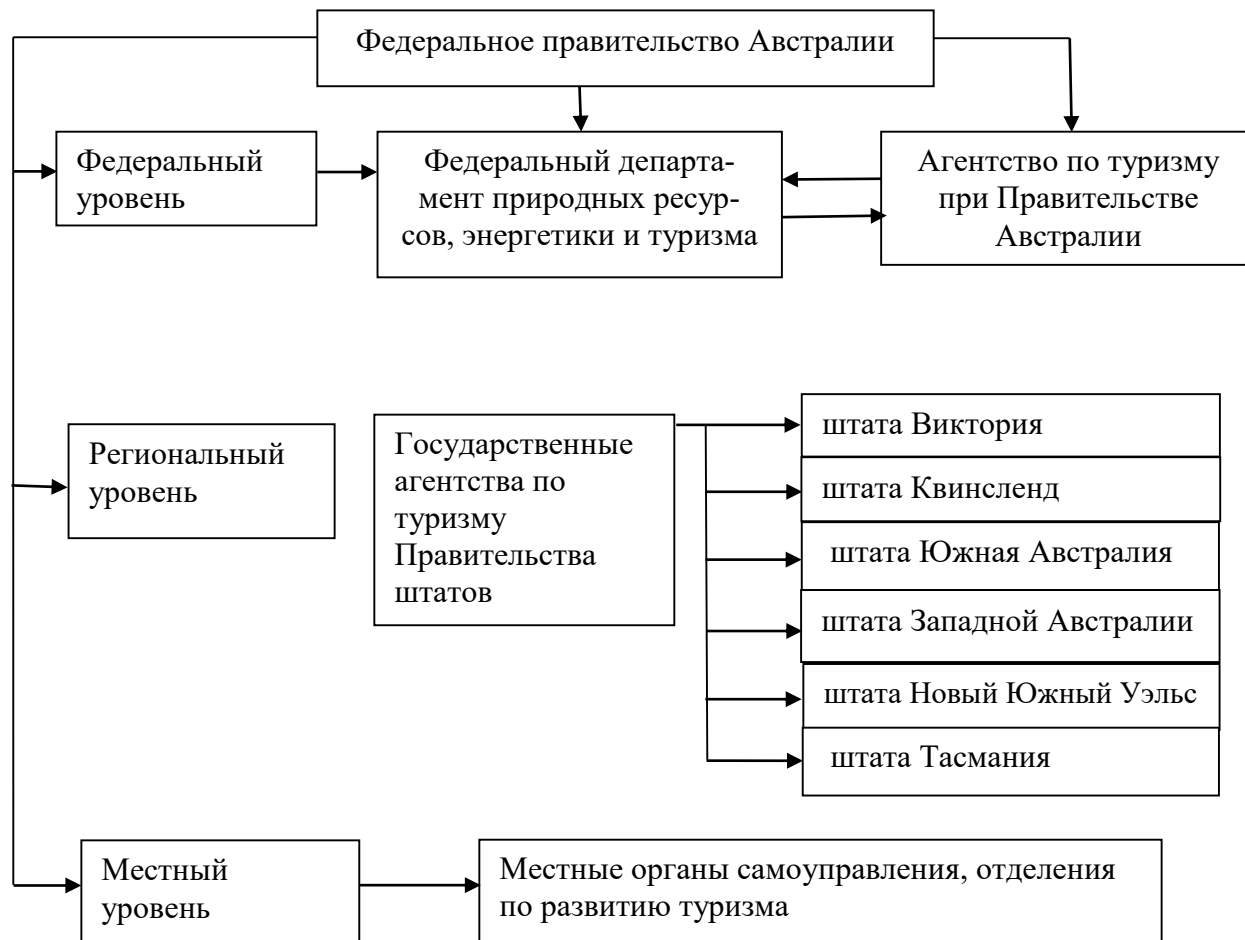 Федеральное правительство Австралии
Федеральный
уровень
Федеральный департа-
мент природных ресур-
сов, энергетики и туризма
Агентство по туризму
при Правительстве
Австралии
Региональный
уровень
Государственные
агентства по
туризму
Правительства
штатов
штата Виктория
штата Квинсленд
штата Южная Австралия
штата Западной Австралии
штата Новый Южный Уэльс
штата Тасмания
Местный
уровень
Местные органы самоуправления, отделения
по развитию туризма